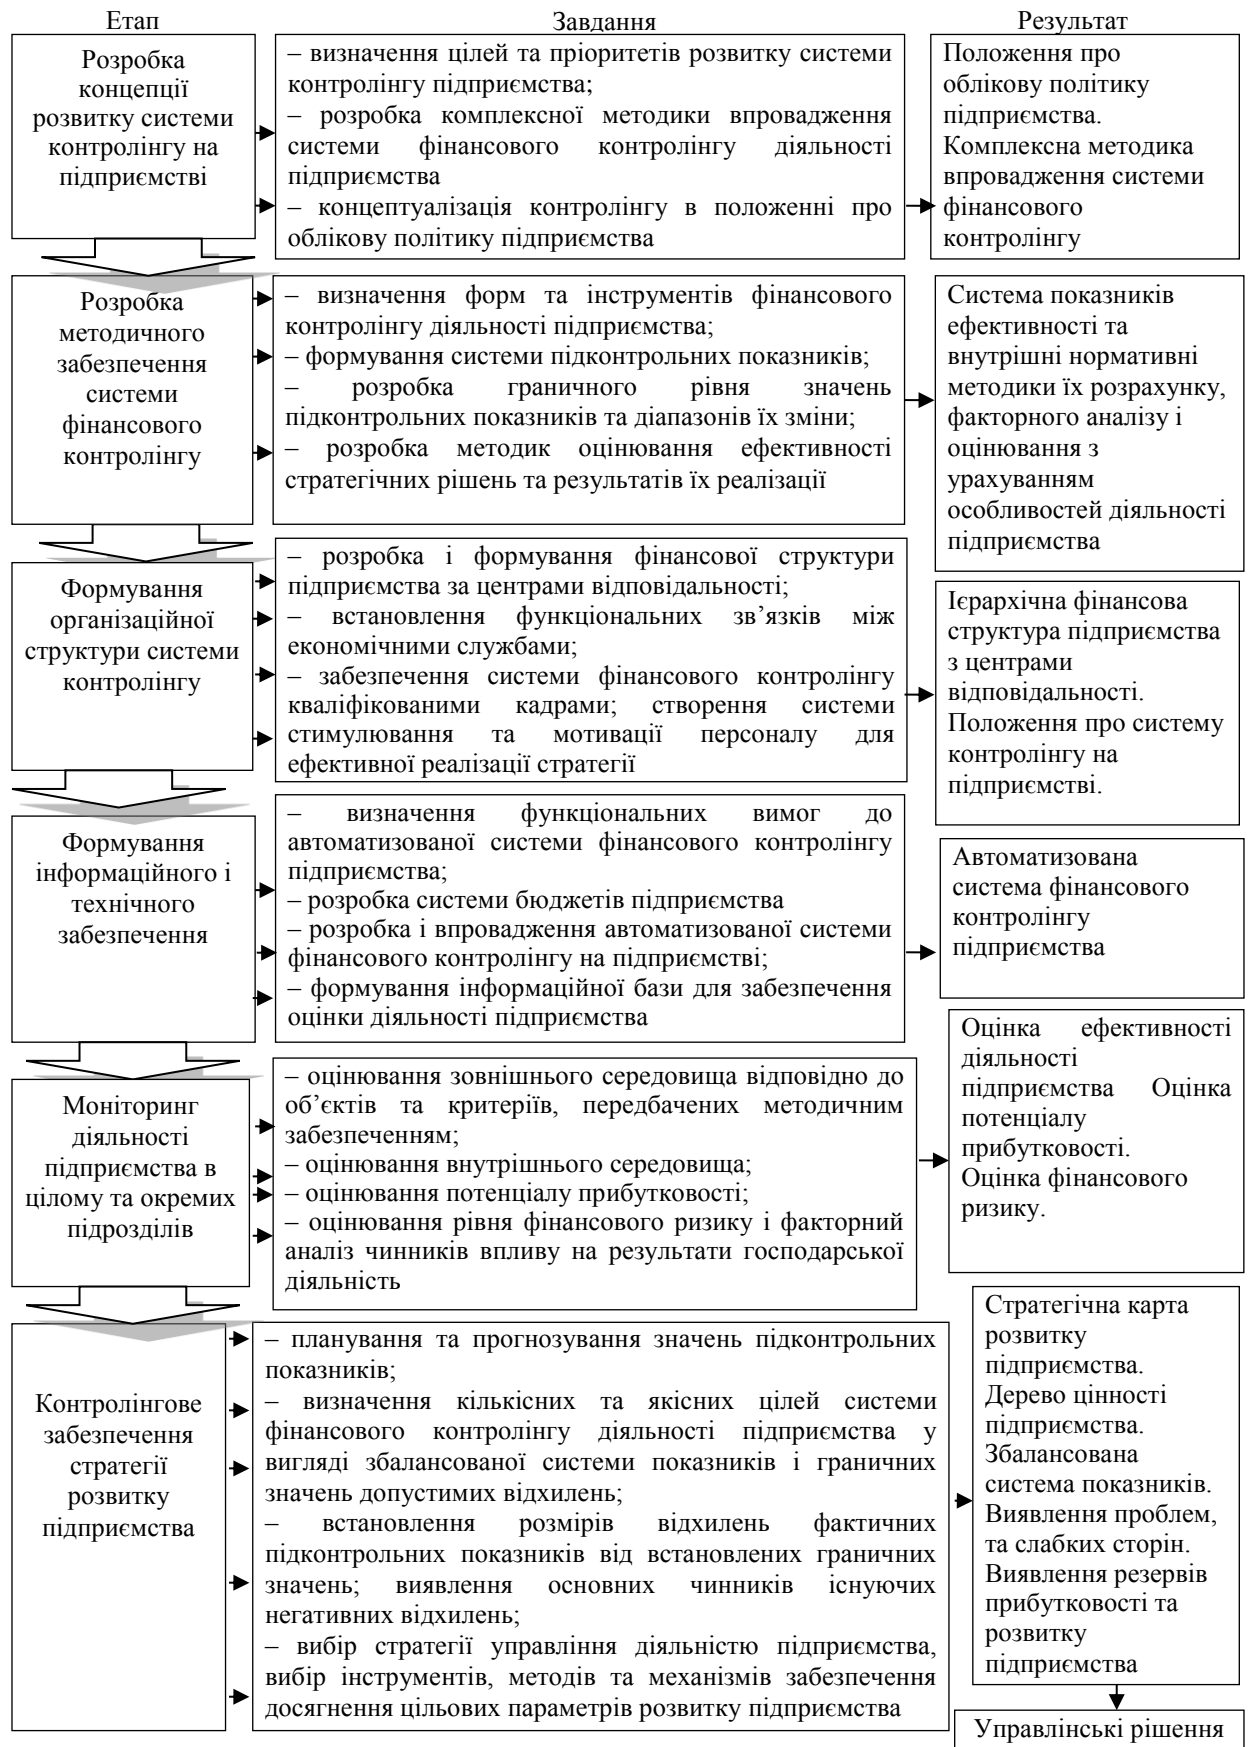 Етап
Завдання
Результат
Розробка
концепції
розвитку системи
контролінгу на
підприємстві
– визначення цілей та пріоритетів розвитку системи
контролінгу підприємства;
– розробка комплексної методики впровадження
системи фінансового контролінгу діяльності
підприємства
– концептуалізація контролінгу в положенні про
облікову політику підприємства
Положення про
облікову політику
підприємства.
Комплексна методика
впровадження системи
фінансового
контролінгу
Розробка
методичного
забезпечення
системи
фінансового
контролінгу
– визначення форм та інструментів фінансового
контролінгу діяльності підприємства;
– формування системи підконтрольних показників;
– розробка граничного рівня значень
підконтрольних показників та діапазонів їх зміни;
– розробка методик оцінювання ефективності
стратегічних рішень та результатів їх реалізації
Система показників
ефективності та
внутрішні нормативні
методики їх розрахунку,
факторного аналізу і
оцінювання з
урахуванням
особливостей діяльності
підприємства
Формування
організаційної
структури системи
контролінгу
– розробка і формування фінансової структури
підприємства за центрами відповідальності;
– встановлення функціональних зв’язків між
економічними службами;
– забезпечення системи фінансового контролінгу
кваліфікованими кадрами; створення системи
стимулювання та мотивації персоналу для
ефективної реалізації стратегії
Ієрархічна фінансова
структура підприємства
з центрами
відповідальності.
Положення про систему
контролінгу на
підприємстві.
Формування
інформаційного і
технічного
забезпечення
– визначення функціональних вимог до
автоматизованої системи фінансового контролінгу
підприємства;
– розробка системи бюджетів підприємства
– розробка і впровадження автоматизованої системи
фінансового контролінгу на підприємстві;
– формування інформаційної бази для забезпечення
оцінки діяльності підприємства
Автоматизована
система фінансового
контролінгу
підприємства
Моніторинг
діяльності
підприємства в
цілому та окремих
підрозділів
– оцінювання зовнішнього середовища відповідно до
об’єктів та критеріїв, передбачених методичним
забезпеченням;
– оцінювання внутрішнього середовища;
– оцінювання потенціалу прибутковості;
– оцінювання рівня фінансового ризику і факторний
аналіз чинників впливу на результати господарської
діяльність
Оцінка ефективності
діяльності
підприємства Оцінка
потенціалу
прибутковості.
Оцінка фінансового
ризику.
Контролінгове
забезпечення
стратегії
розвитку
підприємства
– планування та прогнозування значень підконтрольних
показників;
– визначення кількісних та якісних цілей системи
фінансового контролінгу діяльності підприємства у
вигляді збалансованої системи показників і граничних
значень допустимих відхилень;
– встановлення розмірів відхилень фактичних
підконтрольних показників від встановлених граничних
значень; виявлення основних чинників існуючих
негативних відхилень;
– вибір стратегії управління діяльністю підприємства,
вибір інструментів, методів та механізмів забезпечення
досягнення цільових параметрів розвитку підприємства
Стратегічна карта
розвитку
підприємства.
Дерево цінності
підприємства.
Збалансована
система показників.
Виявлення проблем,
та слабких сторін.
Виявлення резервів
прибутковості та
розвитку
підприємства
Управлінські рішення